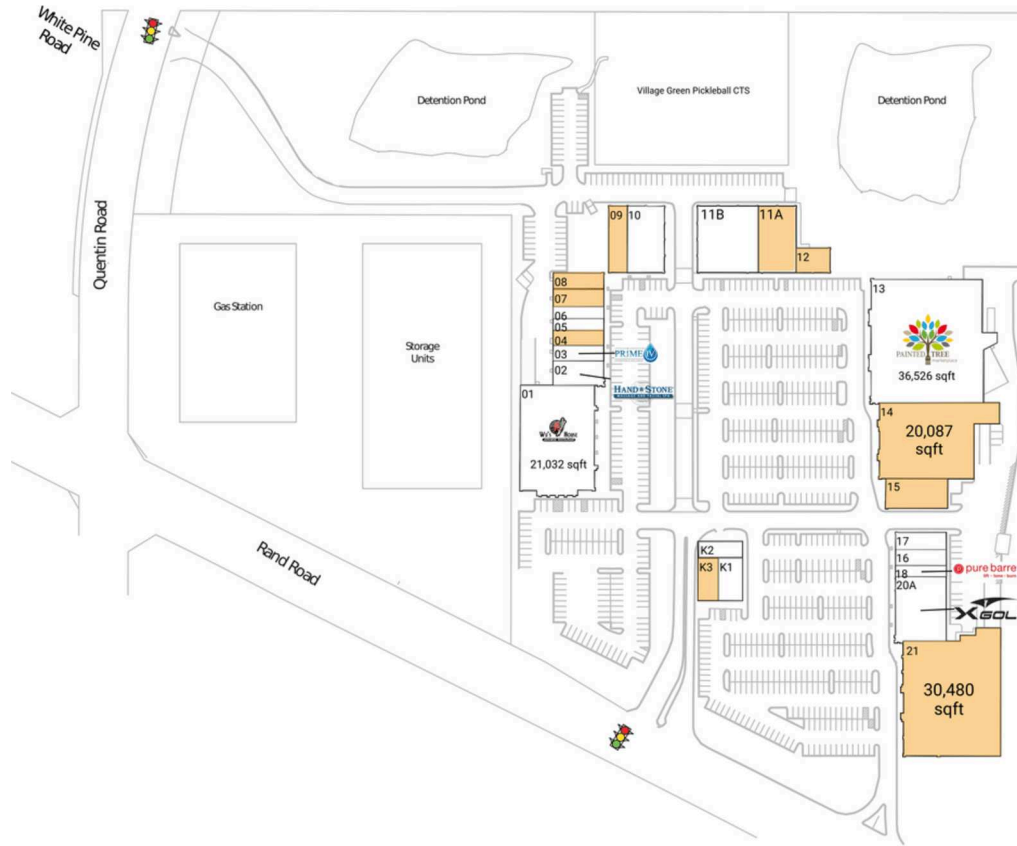 White Pine
Road
Detention Pond
Village Green Pickleball CTS
Detention Pond
Quentin Road
Gas Station
Storage
Units
Rand Road
09
10
11B
11A
12
08
07
06
05
04
03
PRIME IV
02
HAND & STONE
01
Wu's House
21,032 sqft
13
PAINTED TREE
36,526 sqft
14
20,087
sqft
15
K2
K3
K1
17
16
18
pure barre
20A
XGOL
21
30,480
sqft